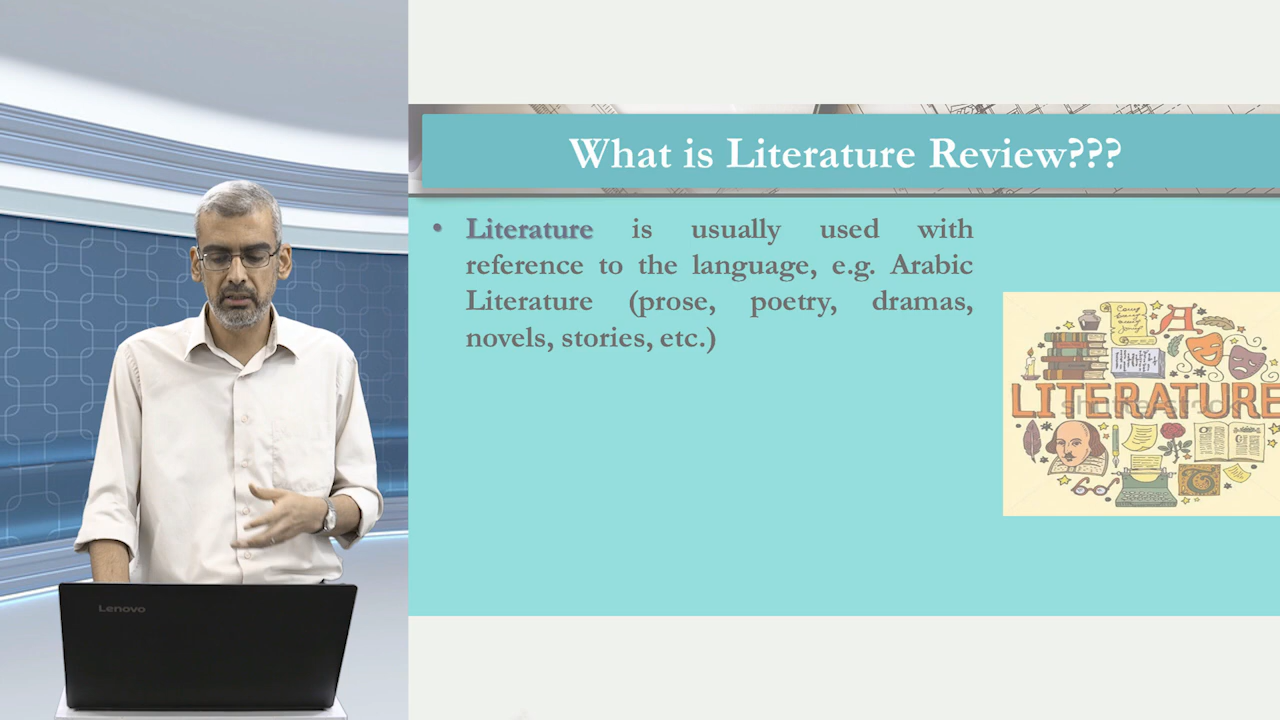 What is Literature Review???
• Literature is usually used with
reference to the language, e.g. Arabic
Literature (prose, poetry, dramas,
novels, stories, etc.)
LITERATURE
shutterstock
A
Lenovo